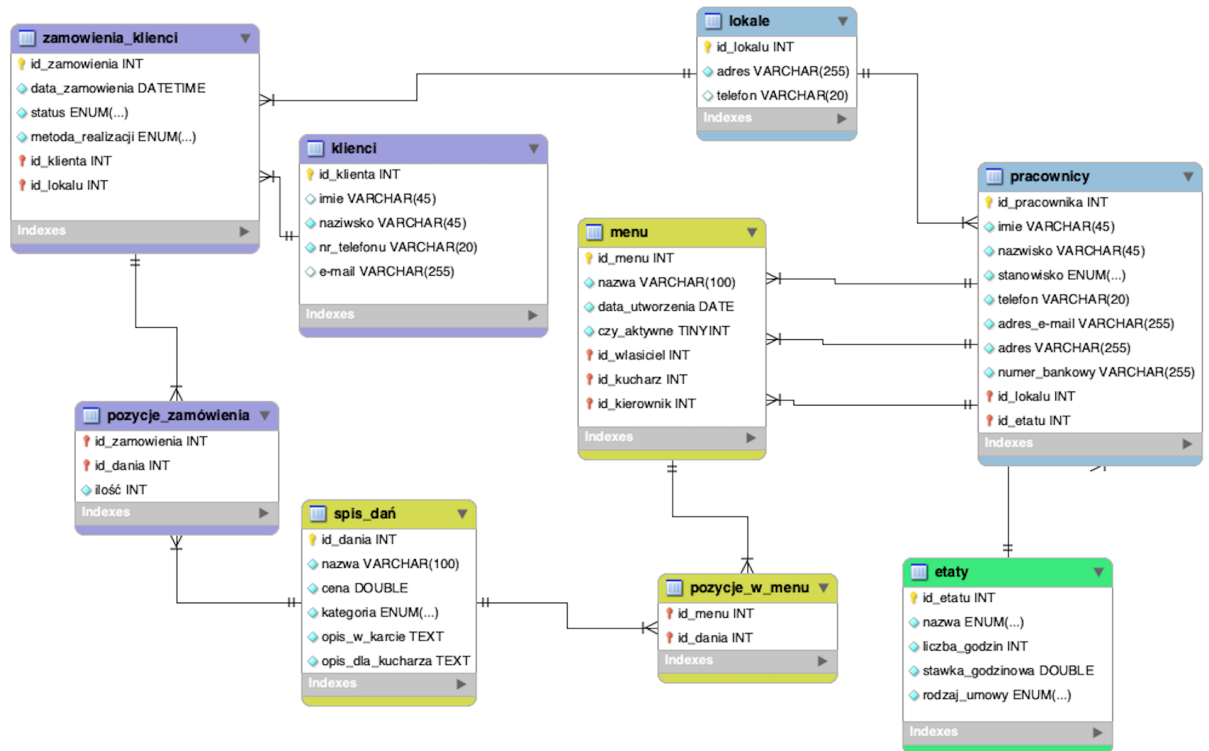 zamowienia_klienci
id_zamowienia INT
data_zamowienia DATETIME
status ENUM(...)
metoda_realizacji ENUM(...)
id_klienta INT
id_lokalu INT
Indexes
klienci
id_klienta INT
imie VARCHAR(45)
naziwsko VARCHAR(45)
nr_telefonu VARCHAR(20)
e-mail VARCHAR(255)
Indexes
lokale
id_lokalu INT
adres VARCHAR(255)
telefon VARCHAR(20)
Indexes
pracownicy
id_pracownika INT
imie VARCHAR(45)
nazwisko VARCHAR(45)
stanowisko ENUM(...)
telefon VARCHAR(20)
adres_e-mail VARCHAR(255)
adres VARCHAR(255)
numer_bankowy VARCHAR(255)
id_lokalu INT
id_etatu INT
Indexes
menu
id_menu INT
nazwa VARCHAR(100)
data_utworzenia DATE
czy_aktywne TINYINT
id_wlasiciel INT
id_kucharz INT
id_kierownik INT
Indexes
pozycje_zamówienia
id_zamowienia INT
id_dania INT
ilość INT
Indexes
spis_dań
id_dania INT
nazwa VARCHAR(100)
cena DOUBLE
kategoria ENUM(...)
opis_w_karcie TEXT
opis_dla_kucharza TEXT
Indexes
pozycje_w_menu
id_menu INT
id_dania INT
Indexes
etaty
id_etatu INT
nazwa ENUM(...)
liczba_godzin INT
stawka_godzinowa DOUBLE
rodzaj_umowy ENUM(...)
Indexes